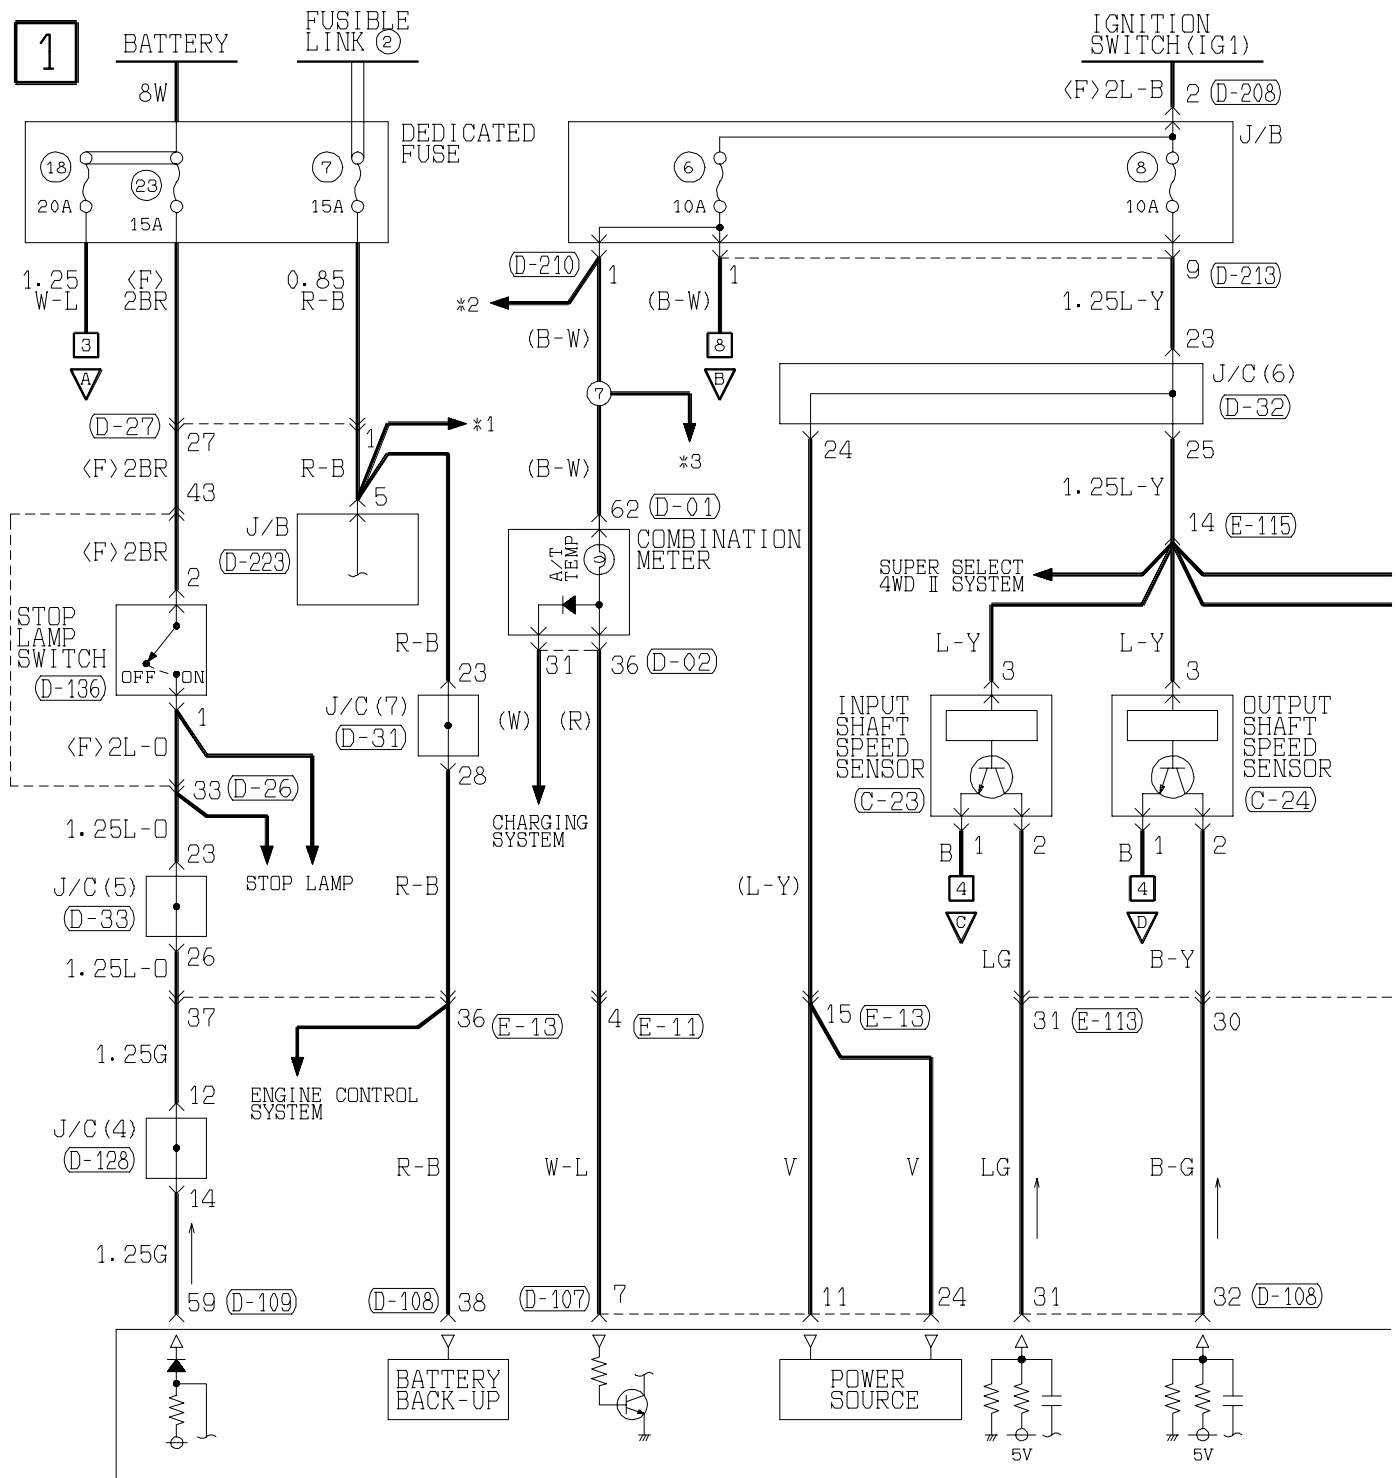 1
BATTERY
FUSIBLE
LINK ②
IGNITION
SWITCH(IG1)
8W
<F>2L-B
2 (D-208)
DEDICATED
FUSE
J/B
18
23
7
6
8
20A
15A
15A
10A
10A
1.25
W-L
<F>
2BR
0.85
R-B
(D-210)
1
1
9 (D-213)
*2
(B-W)
1.25L-Y
(B-W)
3
8
23
A
B
7
J/C(6)
(D-32)
(D-27)
27
1
*1
24
25
<F>2BR
R-B
(B-W)
*3
1.25L-Y
43
5
62 (D-01)
14 (E-115)
J/B
(D-223)
<F>2BR
2
A/T
TEMP
COMBINATION
METER
SUPER SELECT
4WD II SYSTEM
STOP
LAMP
SWITCH
(D-136)
OFF
ON
R-B
31
36 (D-02)
L-Y
L-Y
23
3
3
1
J/C(7)
(D-31)
(W)
(R)
INPUT
SHAFT
SPEED
SENSOR
(C-23)
OUTPUT
SHAFT
SPEED
SENSOR
(C-24)
<F>2L-O
28
33 (D-26)
1.25L-O
CHARGING
SYSTEM
B
1
2
B
1
2
23
STOP LAMP
J/C(5)
(D-33)
R-B
(L-Y)
4
4
C
D
26
1.25L-O
LG
B-Y
37
36 (E-13)
4 (E-11)
15 (E-13)
31 (E-113)
30
1.25G
12
ENGINE CONTROL
SYSTEM
J/C(4)
(D-128)
R-B
W-L
V
V
LG
B-G
14
1.25G
59 (D-109)
(D-108) 38
(D-107) 7
11
24
31
32 (D-108)
BATTERY
BACK-UP
POWER
SOURCE
5V
5V